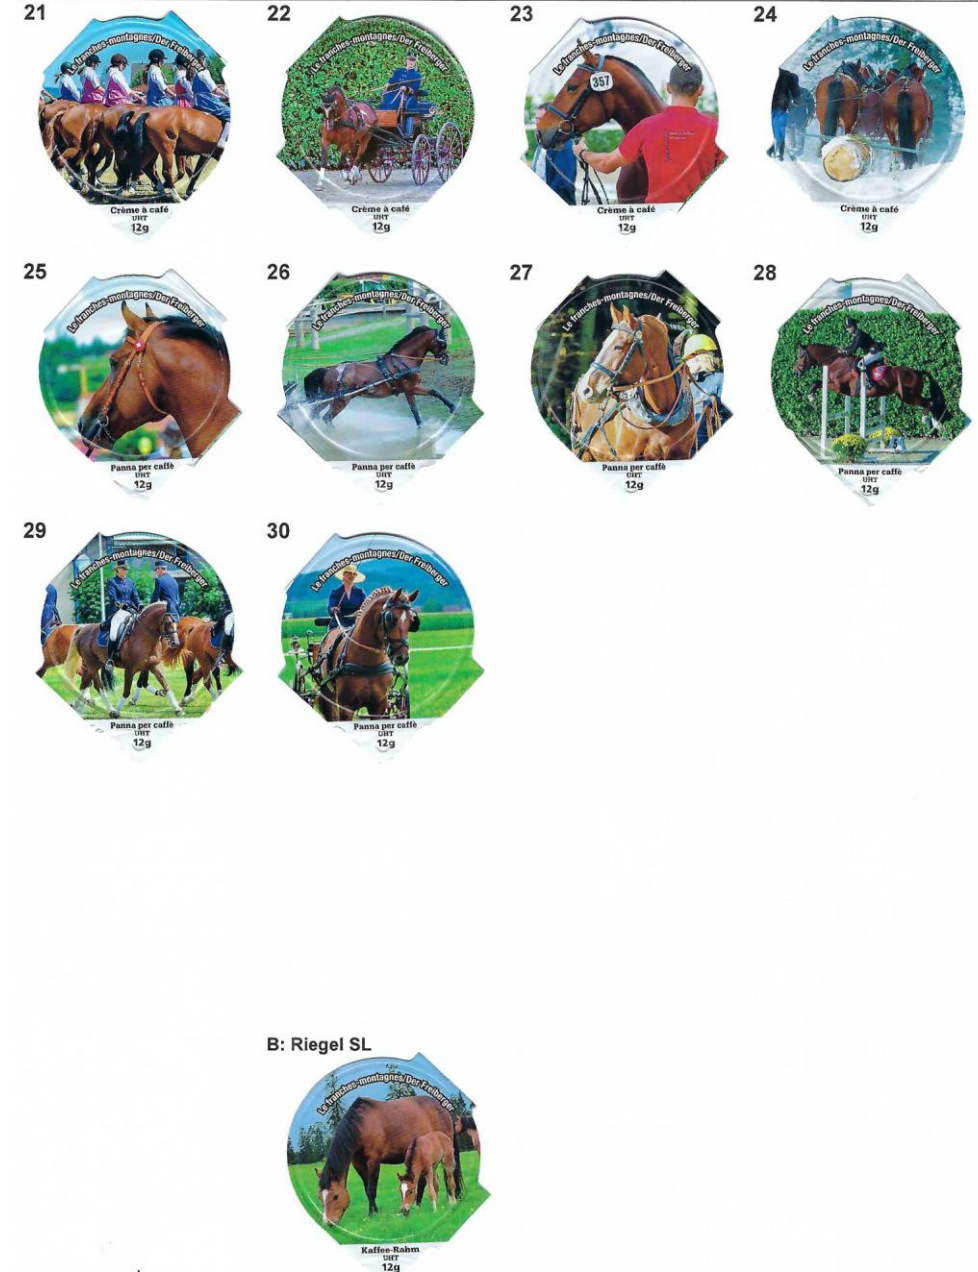 21
22
23
24
Le franches-montagnes/Der Freiberger
Crème à café
UHT
12g
Le franches-montagnes/Der Freiberger
Crème à café
UHT
12g
Le franches-montagnes/Der Freiberger
357
Crème à café
UHT
12g
Le franches-montagnes/Der Freiberger
Crème à café
UHT
12g
25
26
27
28
Le franches-montagnes/Der Freiberger
Panna per caffè
UHT
12g
Le franches-montagnes/Der Freiberger
Panna per caffè
UHT
12g
Le franches-montagnes/Der Freiberger
Panna per caffè
UHT
12g
Le franches-montagnes/Der Freiberger
Panna per caffè
UHT
12g
29
30
Le franches-montagnes/Der Freiberger
Panna per caffè
UHT
12g
Le franches-montagnes/Der Freiberger
Panna per caffè
UHT
12g
B: Riegel SL
Le franches-montagnes/Der Freiberger
Kaffee-Rahm
UHT
12g